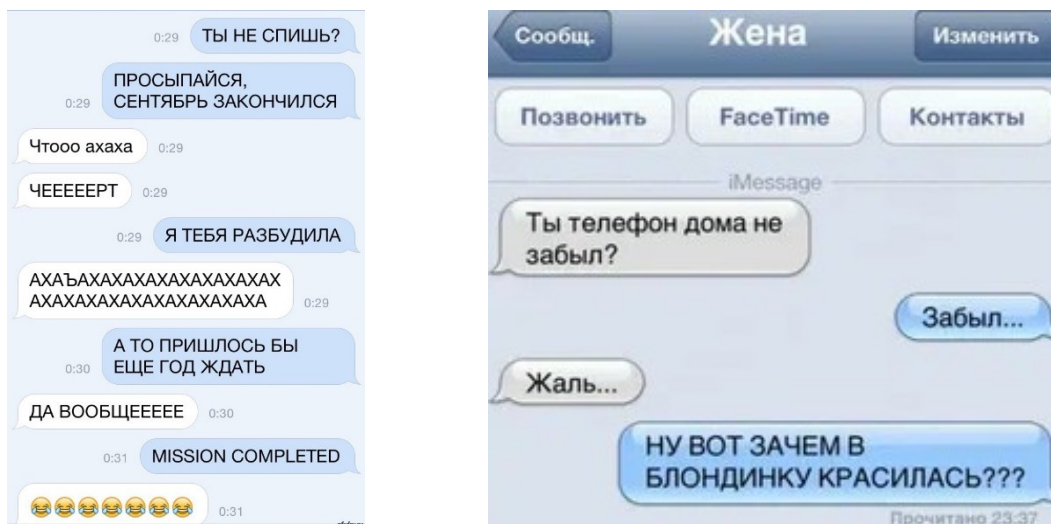 0:29 ТЫ НЕ СПИШЬ?
ПРОСЫПАЙСЯ,
0:29 СЕНТЯБРЬ ЗАКОНЧИЛСЯ
Чтооо ахаха 0:29
ЧЕЕЕЕЕРТ 0:29
0:29 Я ТЕБЯ РАЗБУДИЛА
АХАЪАХАХАХАХАХАХАХАХАХ
АХАХАХАХАХАХАХАХАХАХА 0:29
А ТО ПРИШЛОСЬ БЫ
0:30 ЕЩЕ ГОД ЖДАТЬ
ДА ВООБЩЕЕЕЕЕ 0:30
0:31 MISSION COMPLETED
😂😂😂😂😂😂😂 0:31
Сообщ. Жена Изменить
Позвонить FaceTime Контакты
iMessage
Ты телефон дома не
забыл?
Забыл...
Жаль...
НУ ВОТ ЗАЧЕМ В
БЛОНДИНКУ КРАСИЛАСЬ???
Прочитано 23:37